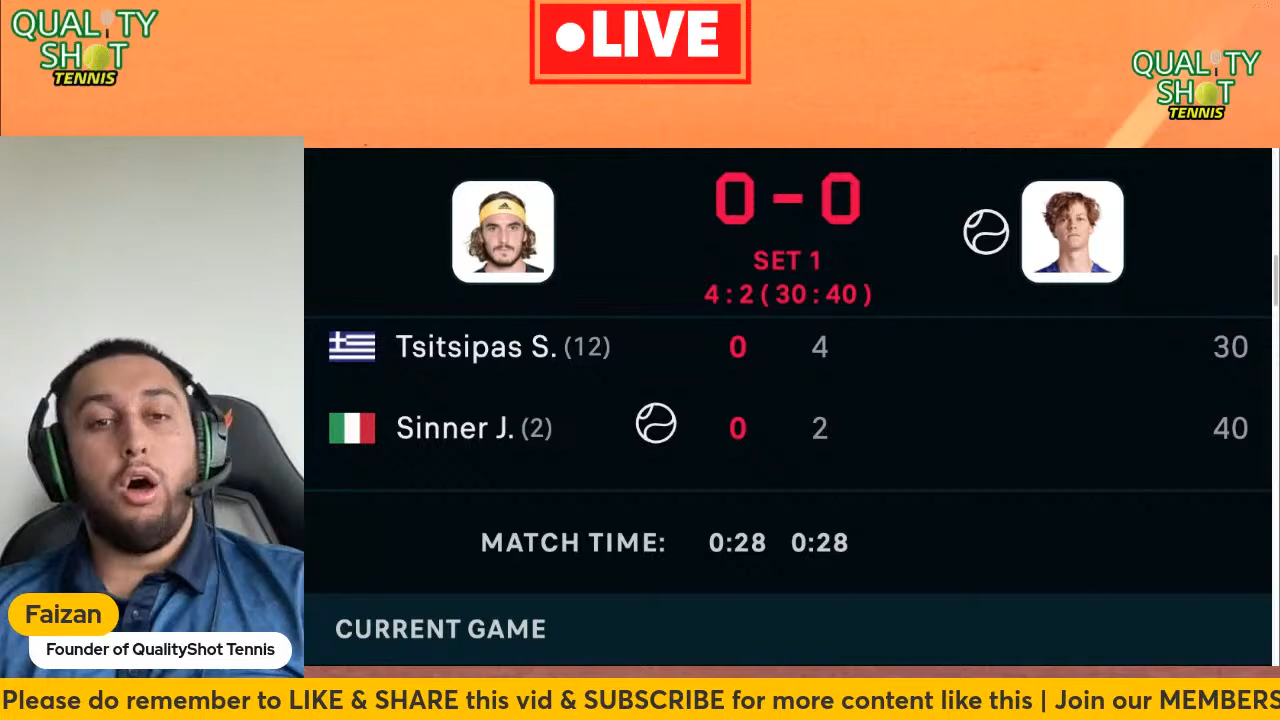 QUALITY
SHOT
TENNIS
LIVE
QUALITY
SHOT
TENNIS
0 - 0
SET 1
4 : 2 ( 30 : 40 )
Tsitsipas S. (12) 0 4 30
Sinner J. (2) 0 2 40
MATCH TIME: 0:28 0:28
CURRENT GAME
Faizan
Founder of QualityShot Tennis
Please do remember to LIKE & SHARE this vid & SUBSCRIBE for more content like this | Join our MEMBERS